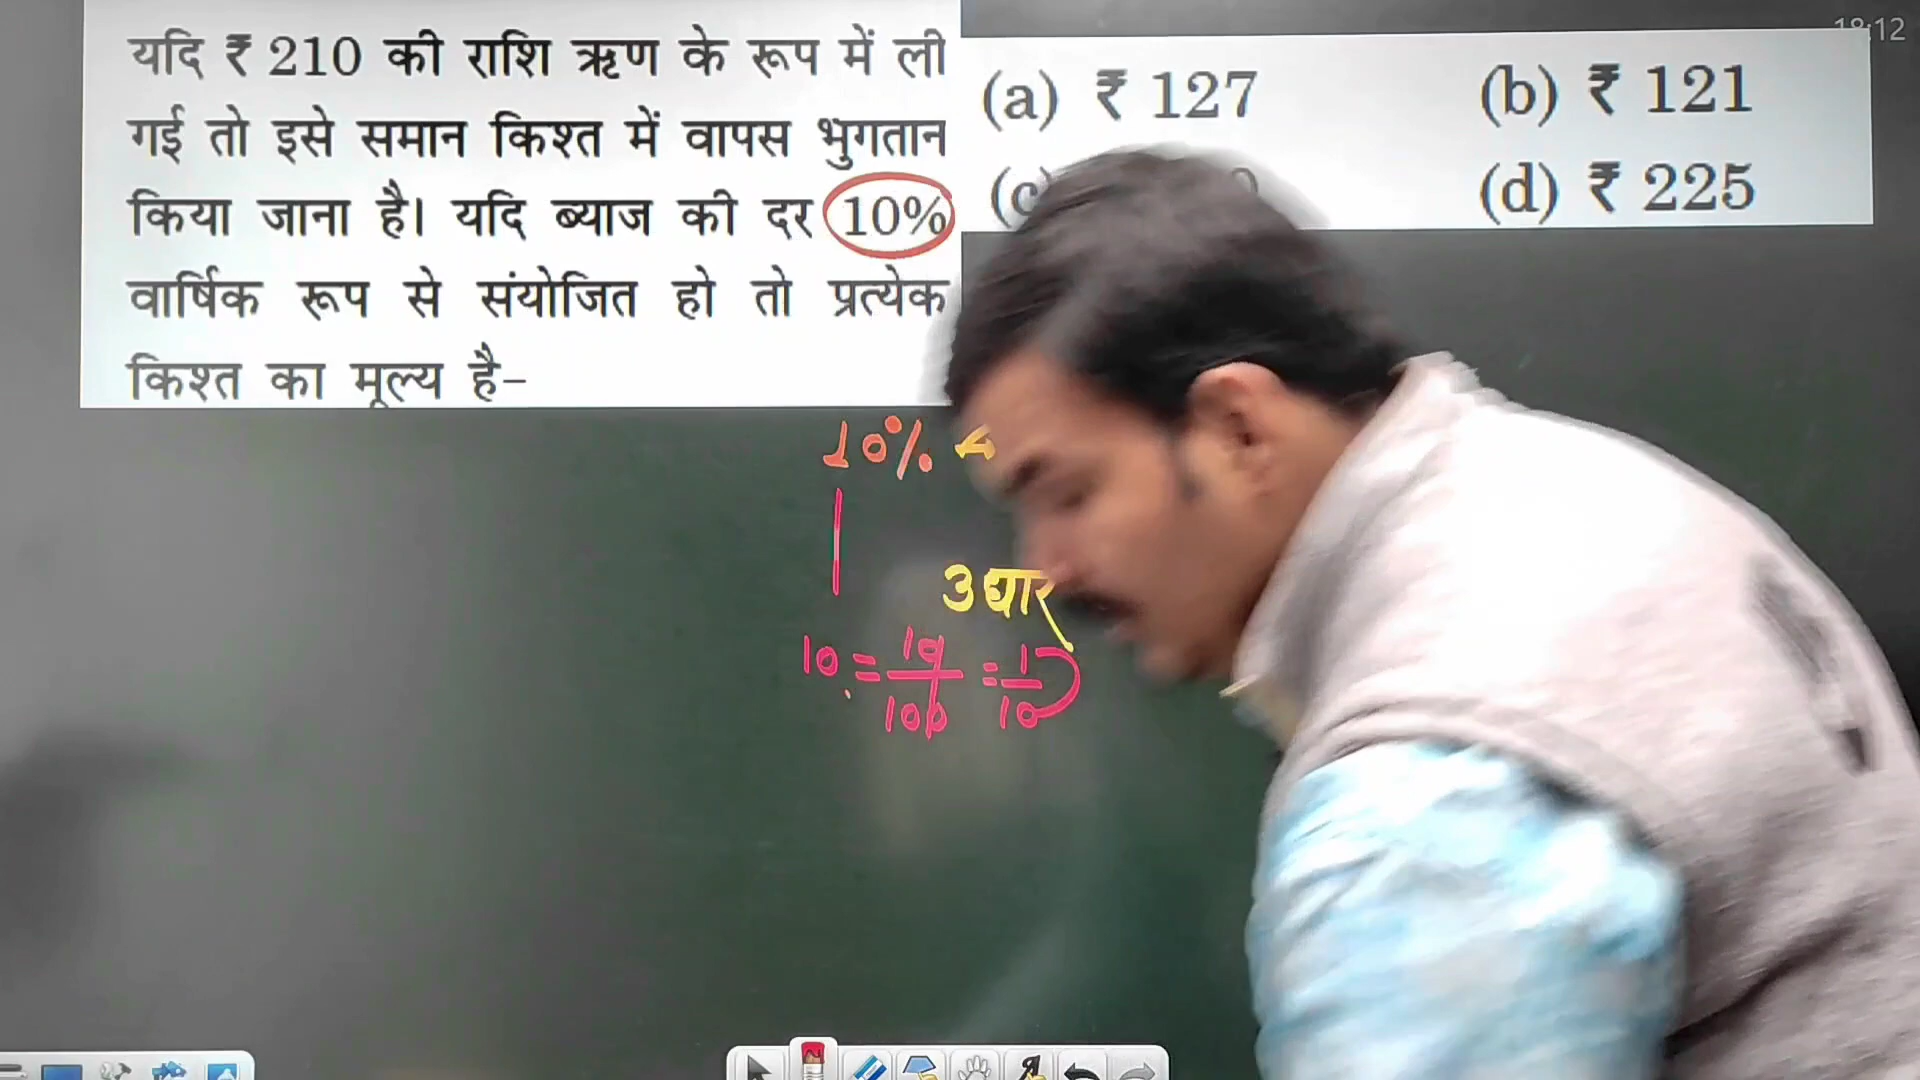 यदि ₹ 210 की राशि ऋण के रूप में ली
गई तो इसे समान किश्त में वापस भुगतान
किया जाना है। यदि ब्याज की दर 10%
वार्षिक रूप से संयोजित हो तो प्रत्येक
किश्त का मूल्य है-
18:12
(a) ₹ 127
(b) ₹ 121
(d) ₹ 225
10%
उधार
10 = 10/100 = 1/10